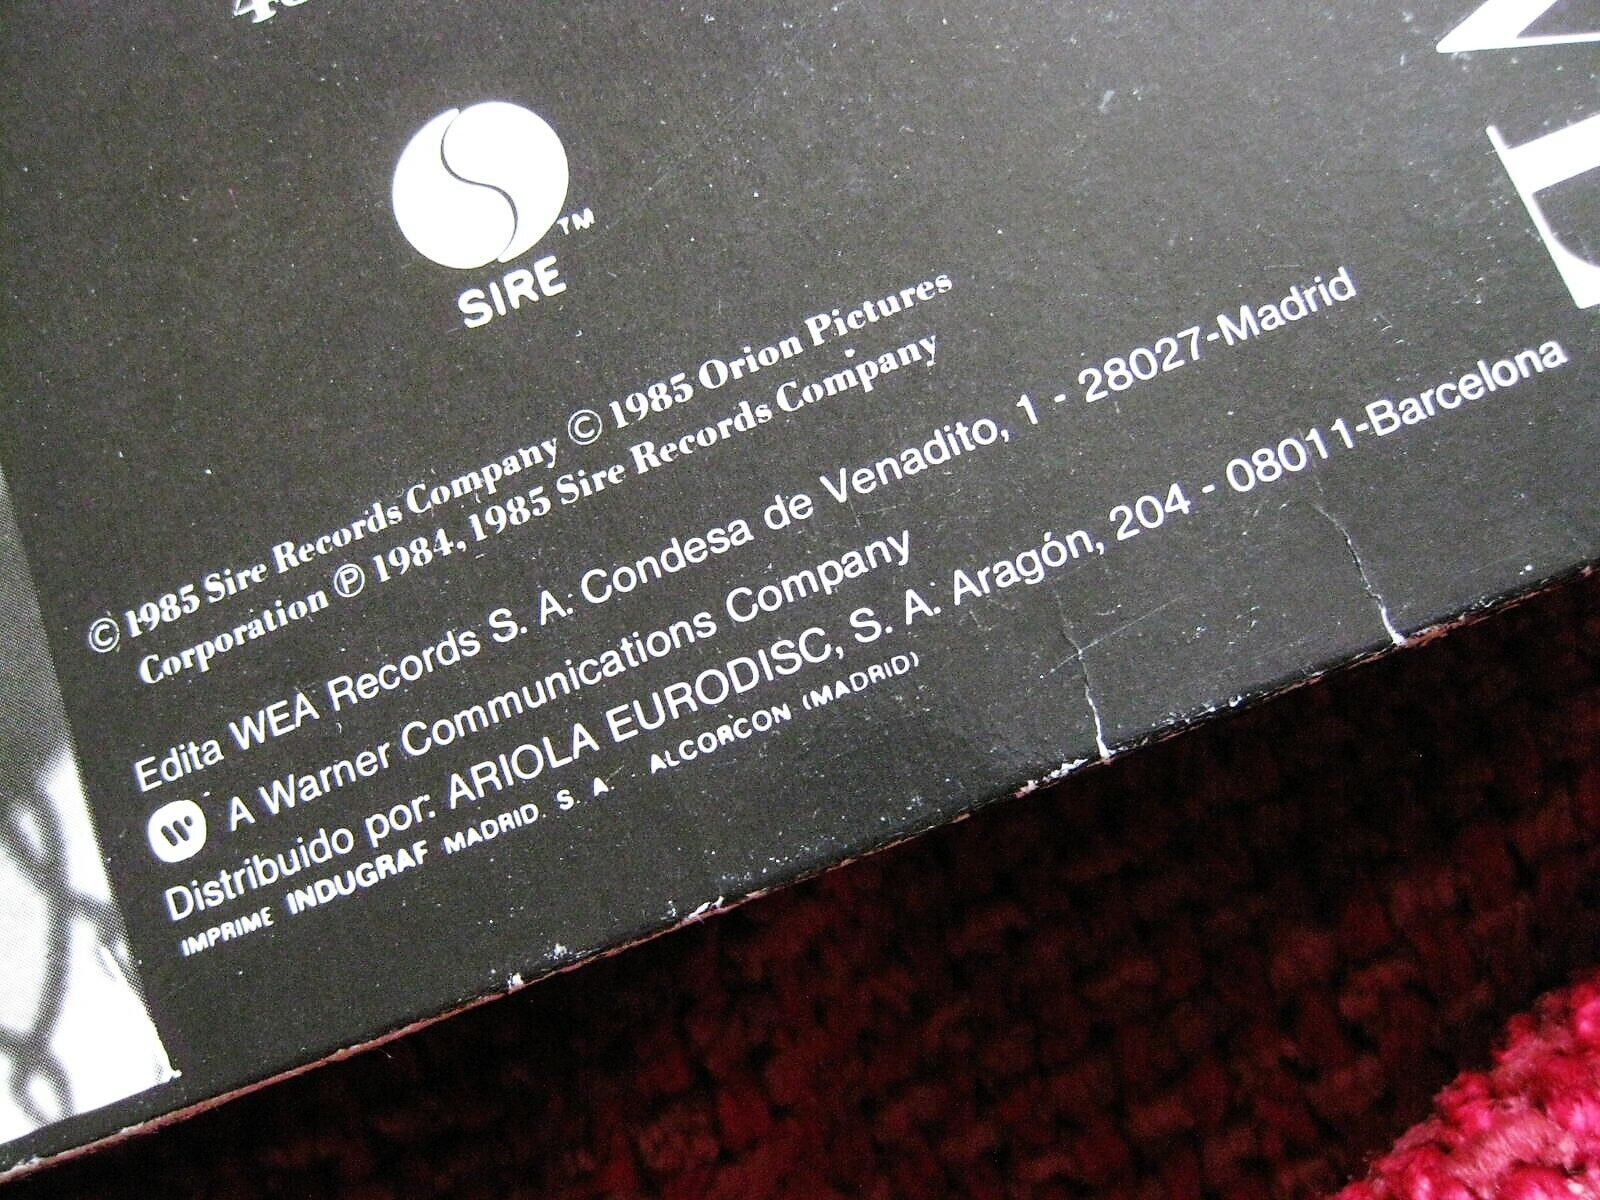 SIRE™
© 1985 Sire Records Company © 1985 Orion Pictures
Corporation ℗ 1984, 1985 Sire Records Company
Edita WEA Records S. A. Condesa de Venadito, 1 - 28027-Madrid
A Warner Communications Company
Distribuido por: ARIOLA EURODISC, S. A. Aragón, 204 - 08011-Barcelona
IMPRIME INDUGRAF MADRID. S. A. ALCORCON (MADRID)